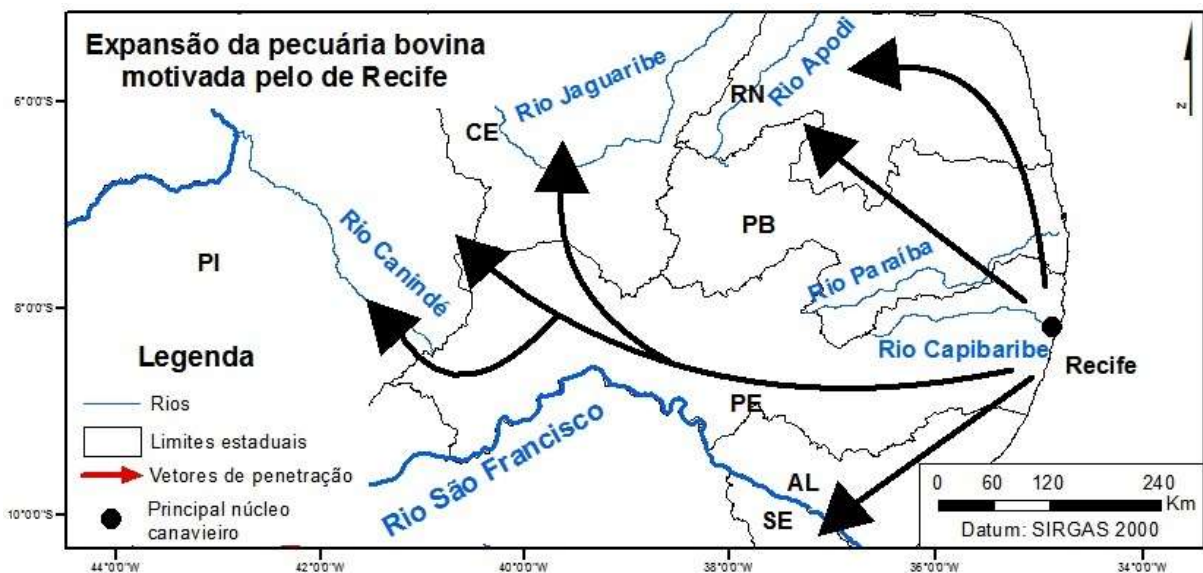 Expansão da pecuária bovina
motivada pelo de Recife
Rio Jaguaribe
Rio Apodi
RN
CE
6°0'0"S
z
PI
Rio Canindé
PB
Rio Paraíba
8°0'0"S
Rio Capibaribe
Recife
Legenda
Rios
Limites estaduais
Vetores de penetração
Principal núcleo
canavieiro
PE
Rio São Francisco
AL
SE
10°0'0"S
0 60 120 240
Km
Datum: SIRGAS 2000
44°0'0"W 42°0'0"W 40°0'0"W 38°0'0"W 36°0'0"W 34°0'0"W